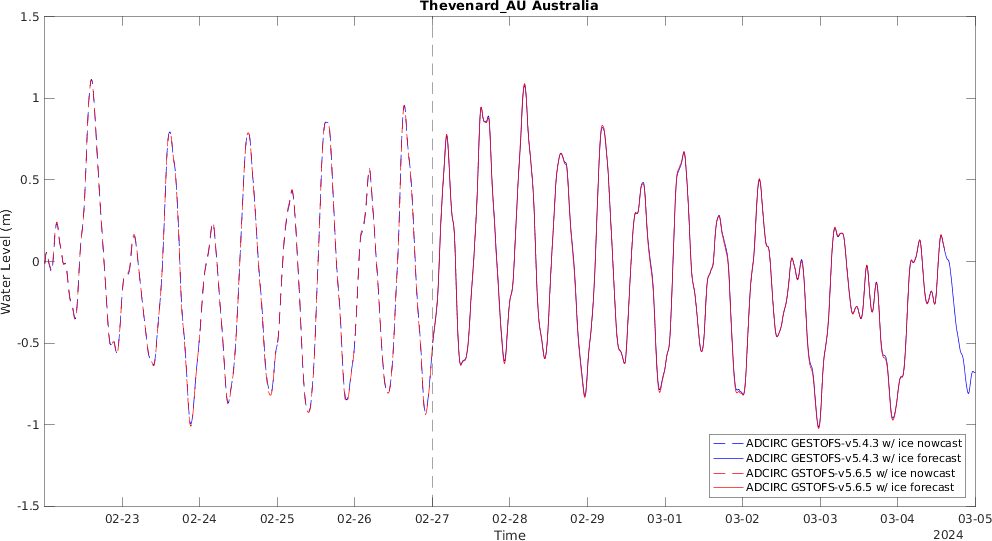 Thevenard_AU Australia
1.5
1
0.5
0
-0.5
-1
-1.5
Water Level (m)
02-23 02-24 02-25 02-26 02-27 02-28 02-29 03-01 03-02 03-03 03-04 03-05
Time
2024
ADCIRC GESTOFS-v5.4.3 w/ ice nowcast
ADCIRC GESTOFS-v5.4.3 w/ ice forecast
ADCIRC GSTOFS-v5.6.5 w/ ice nowcast
ADCIRC GSTOFS-v5.6.5 w/ ice forecast